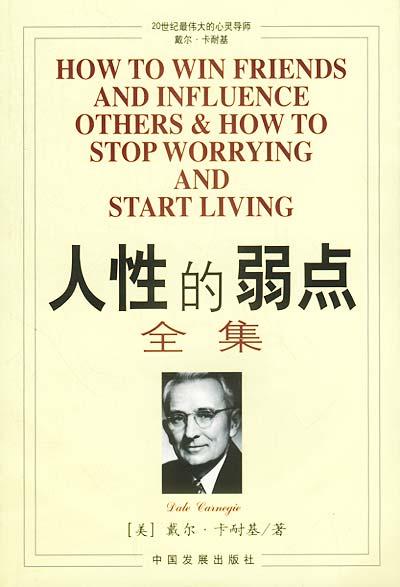 20世纪最伟大的心灵导师
戴尔·卡耐基
HOW TO WIN FRIENDS
AND INFLUENCE
OTHERS & HOW TO
STOP WORRYING
AND
START LIVING
人性的弱点
全集
Dale Carnegie
[美] 戴尔·卡耐基/著
中国发展出版社